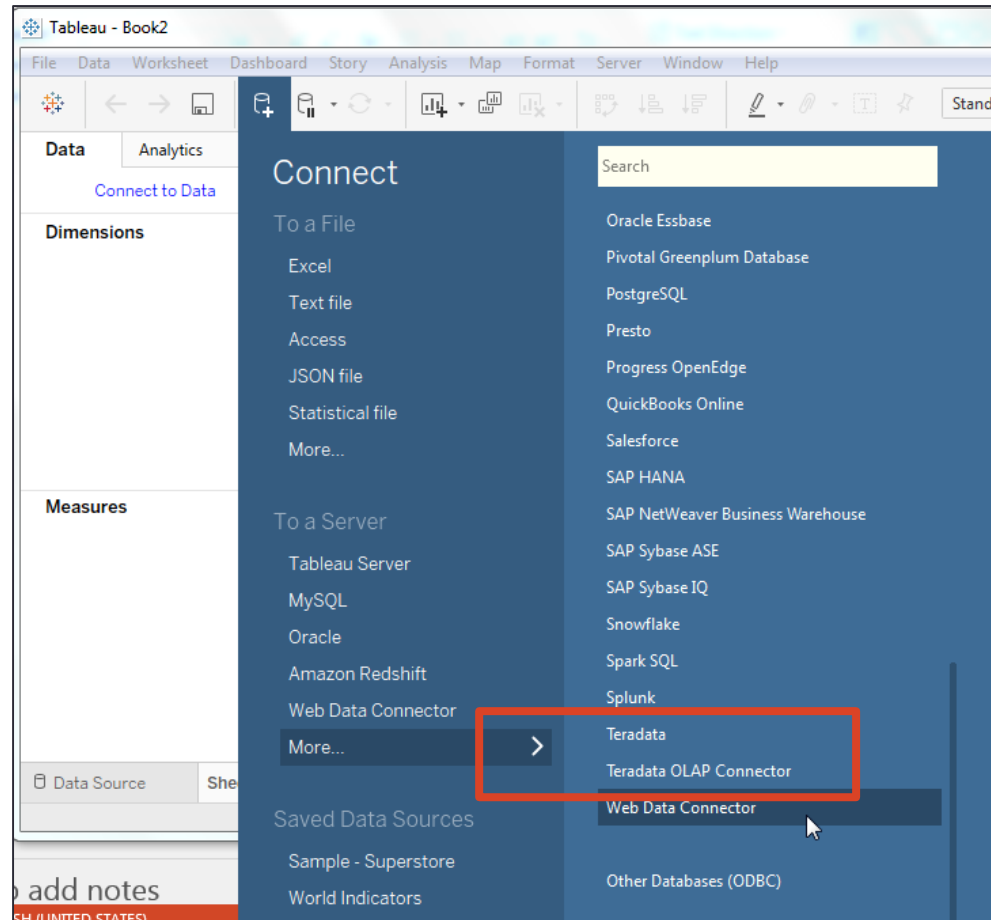 Tableau - Book2
File Data Worksheet Dashboard Story Analysis Map Format Server Window Help
Stand
Data Analytics
Connect to Data
Dimensions
Measures
Data Source She
Connect
To a File
Excel
Text file
Access
JSON file
Statistical file
More...
To a Server
Tableau Server
MySQL
Oracle
Amazon Redshift
Web Data Connector
More...
Saved Data Sources
Sample - Superstore
World Indicators
Search
Oracle Essbase
Pivotal Greenplum Database
PostgreSQL
Presto
Progress OpenEdge
QuickBooks Online
Salesforce
SAP HANA
SAP NetWeaver Business Warehouse
SAP Sybase ASE
SAP Sybase IQ
Snowflake
Spark SQL
Splunk
Teradata
Teradata OLAP Connector
Web Data Connector
Other Databases (ODBC)
add notes
SH (UNITED STATES)